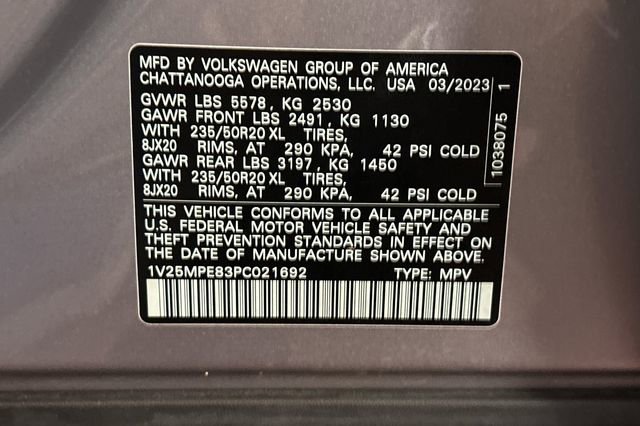 MFD BY VOLKSWAGEN GROUP OF AMERICA
CHATTANOOGA OPERATIONS, LLC. USA 03/2023
GVWR LBS 5578, KG 2530
GAWR FRONT LBS 2491, KG 1130
WITH 235/50R20 XL TIRES,
8JX20 RIMS, AT 290 KPA, 42 PSI COLD
GAWR REAR LBS 3197, KG 1450
WITH 235/50R20 XL TIRES,
8JX20 RIMS, AT 290 KPA, 42 PSI COLD
1038075 1
THIS VEHICLE CONFORMS TO ALL APPLICABLE
U.S. FEDERAL MOTOR VEHICLE SAFETY AND
THEFT PREVENTION STANDARDS IN EFFECT ON
THE DATE OF MANUFACTURE SHOWN ABOVE.
1V25MPE83PC021692 TYPE: MPV